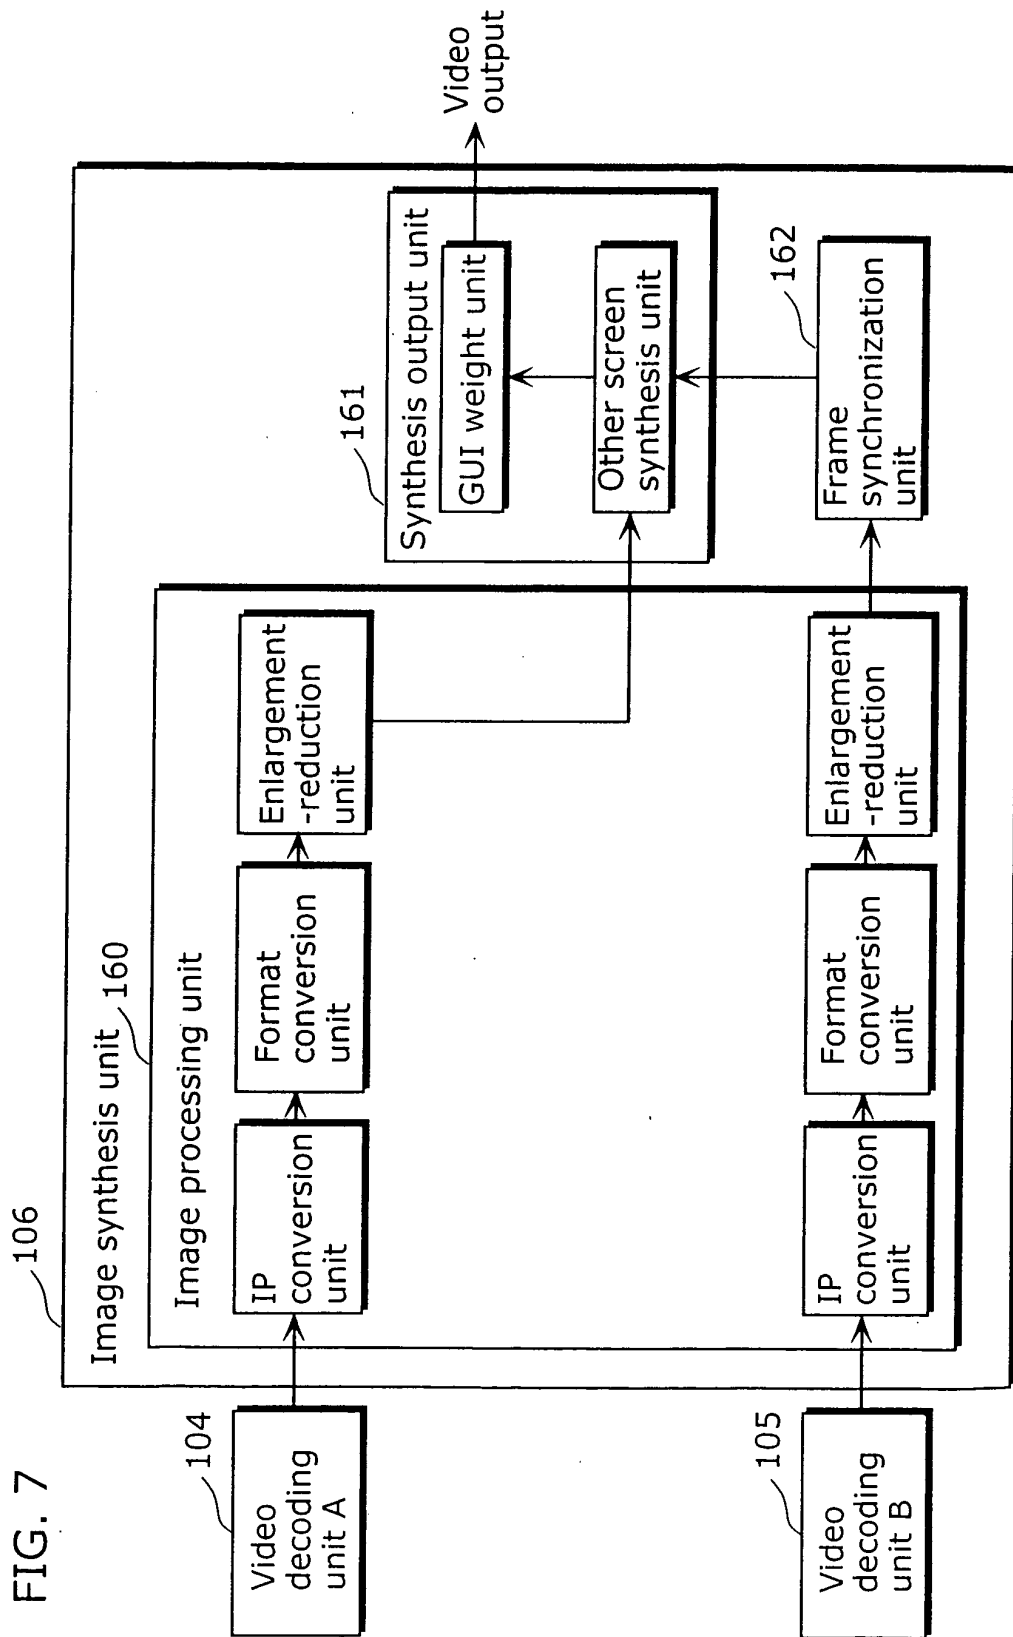 FIG. 7
106
Image synthesis unit
160
Image processing unit
104
Video
decoding
unit A
IP
conversion
unit
Format
conversion
unit
Enlargement
-reduction
unit
161
Synthesis output unit
GUI weight unit
Other screen
synthesis unit
Video
output
105
Video
decoding
unit B
IP
conversion
unit
Format
conversion
unit
Enlargement
-reduction
unit
162
Frame
synchronization
unit